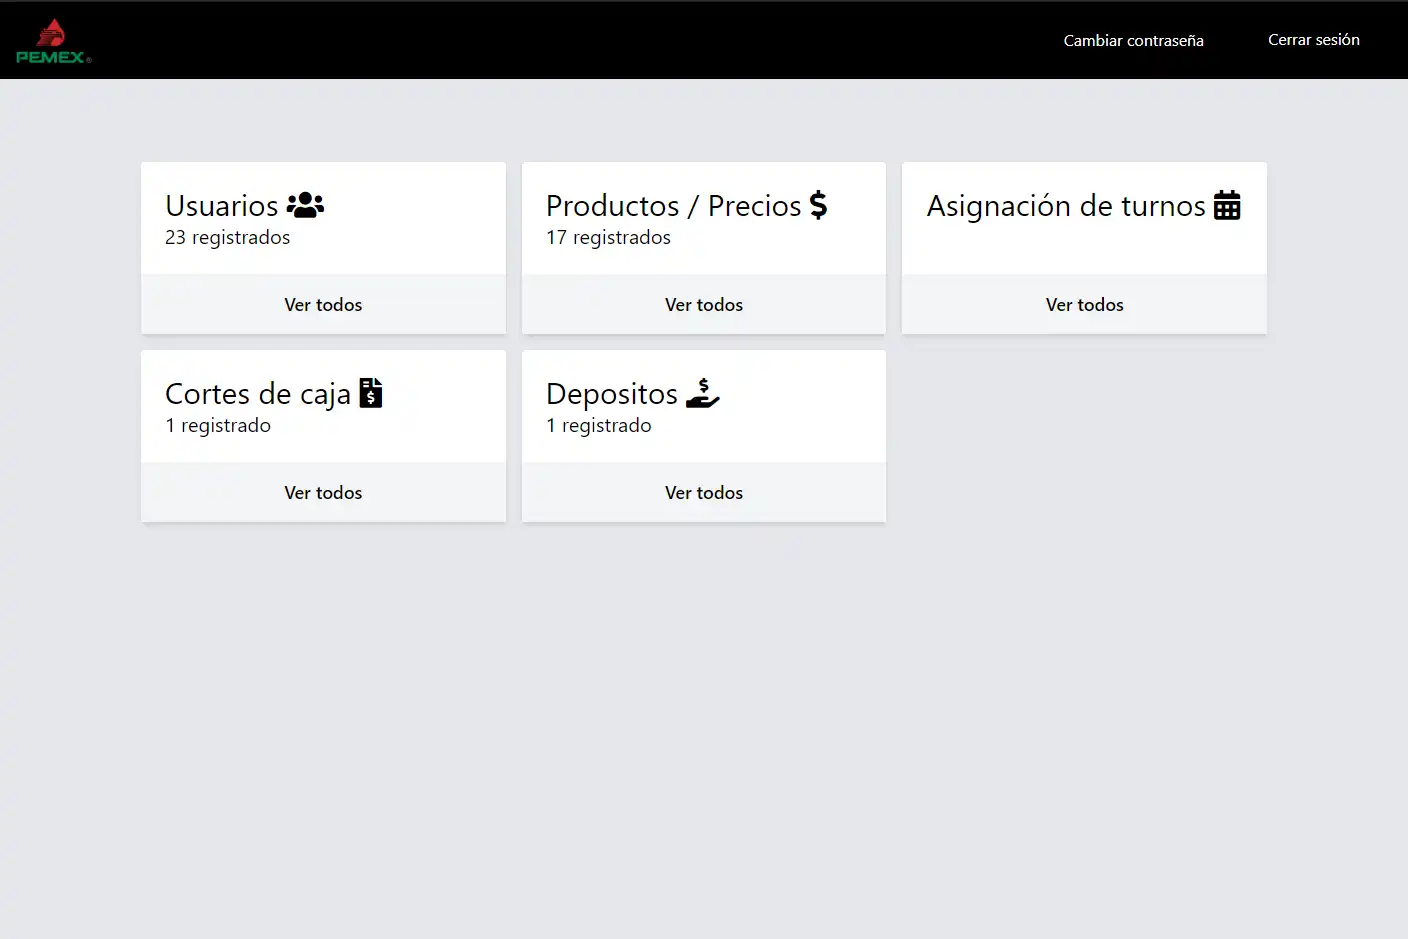 PEMEX®
Cambiar contraseña
Cerrar sesión
Usuarios
23 registrados
Ver todos
Productos / Precios $
17 registrados
Ver todos
Asignación de turnos
Ver todos
Cortes de caja
1 registrado
Ver todos
Depositos
1 registrado
Ver todos